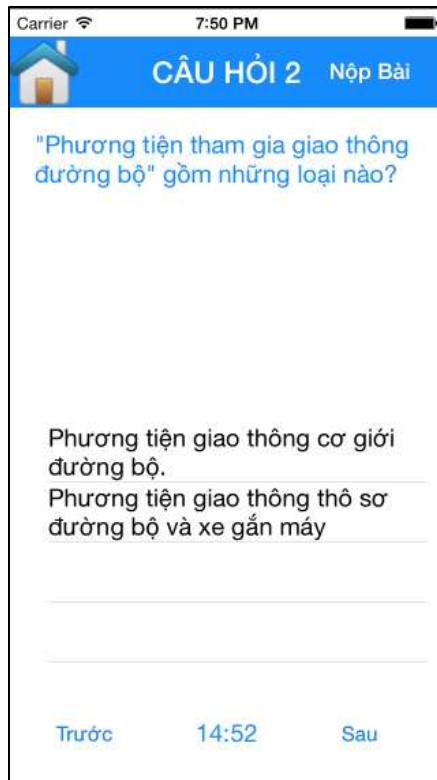 Carrier 7:50 PM
CÂU HỎI 2 Nộp Bài
"Phương tiện tham gia giao thông
đường bộ" gồm những loại nào?
Phương tiện giao thông cơ giới
đường bộ.
Phương tiện giao thông thô sơ
đường bộ và xe gắn máy
Trước 14:52 Sau